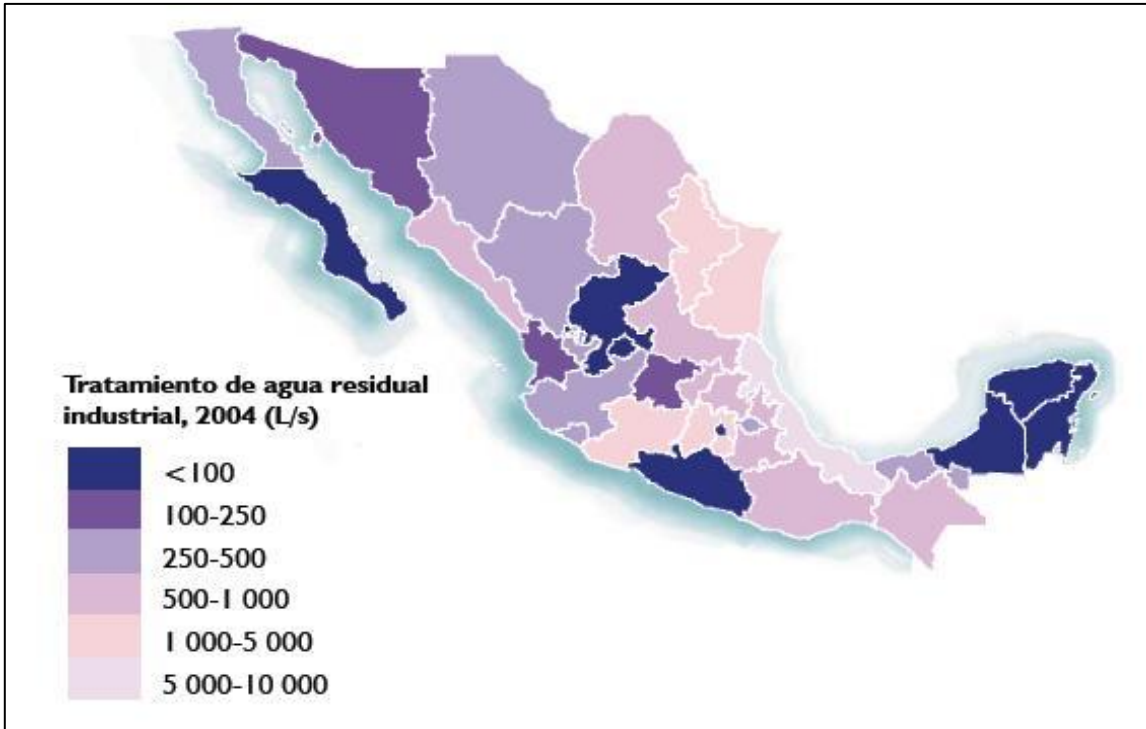 Tratamiento de agua residual
industrial, 2004 (L/s)
<100
100-250
250-500
500-1 000
1 000-5 000
5 000-10 000